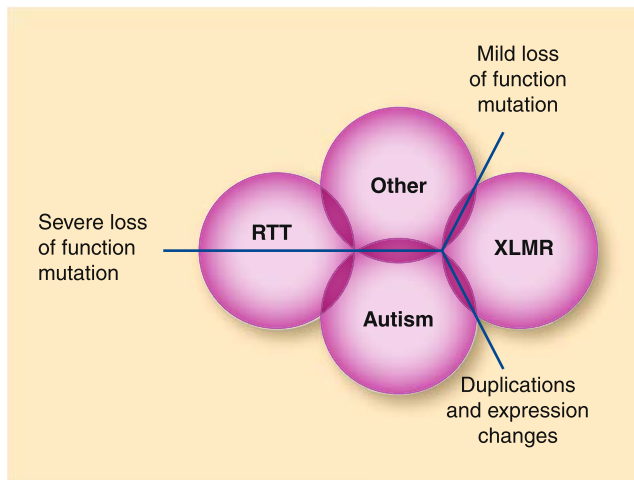 Mild loss
of function
mutation
Other
Severe loss
of function
mutation
RTT
XLMR
Autism
Duplications
and expression
changes